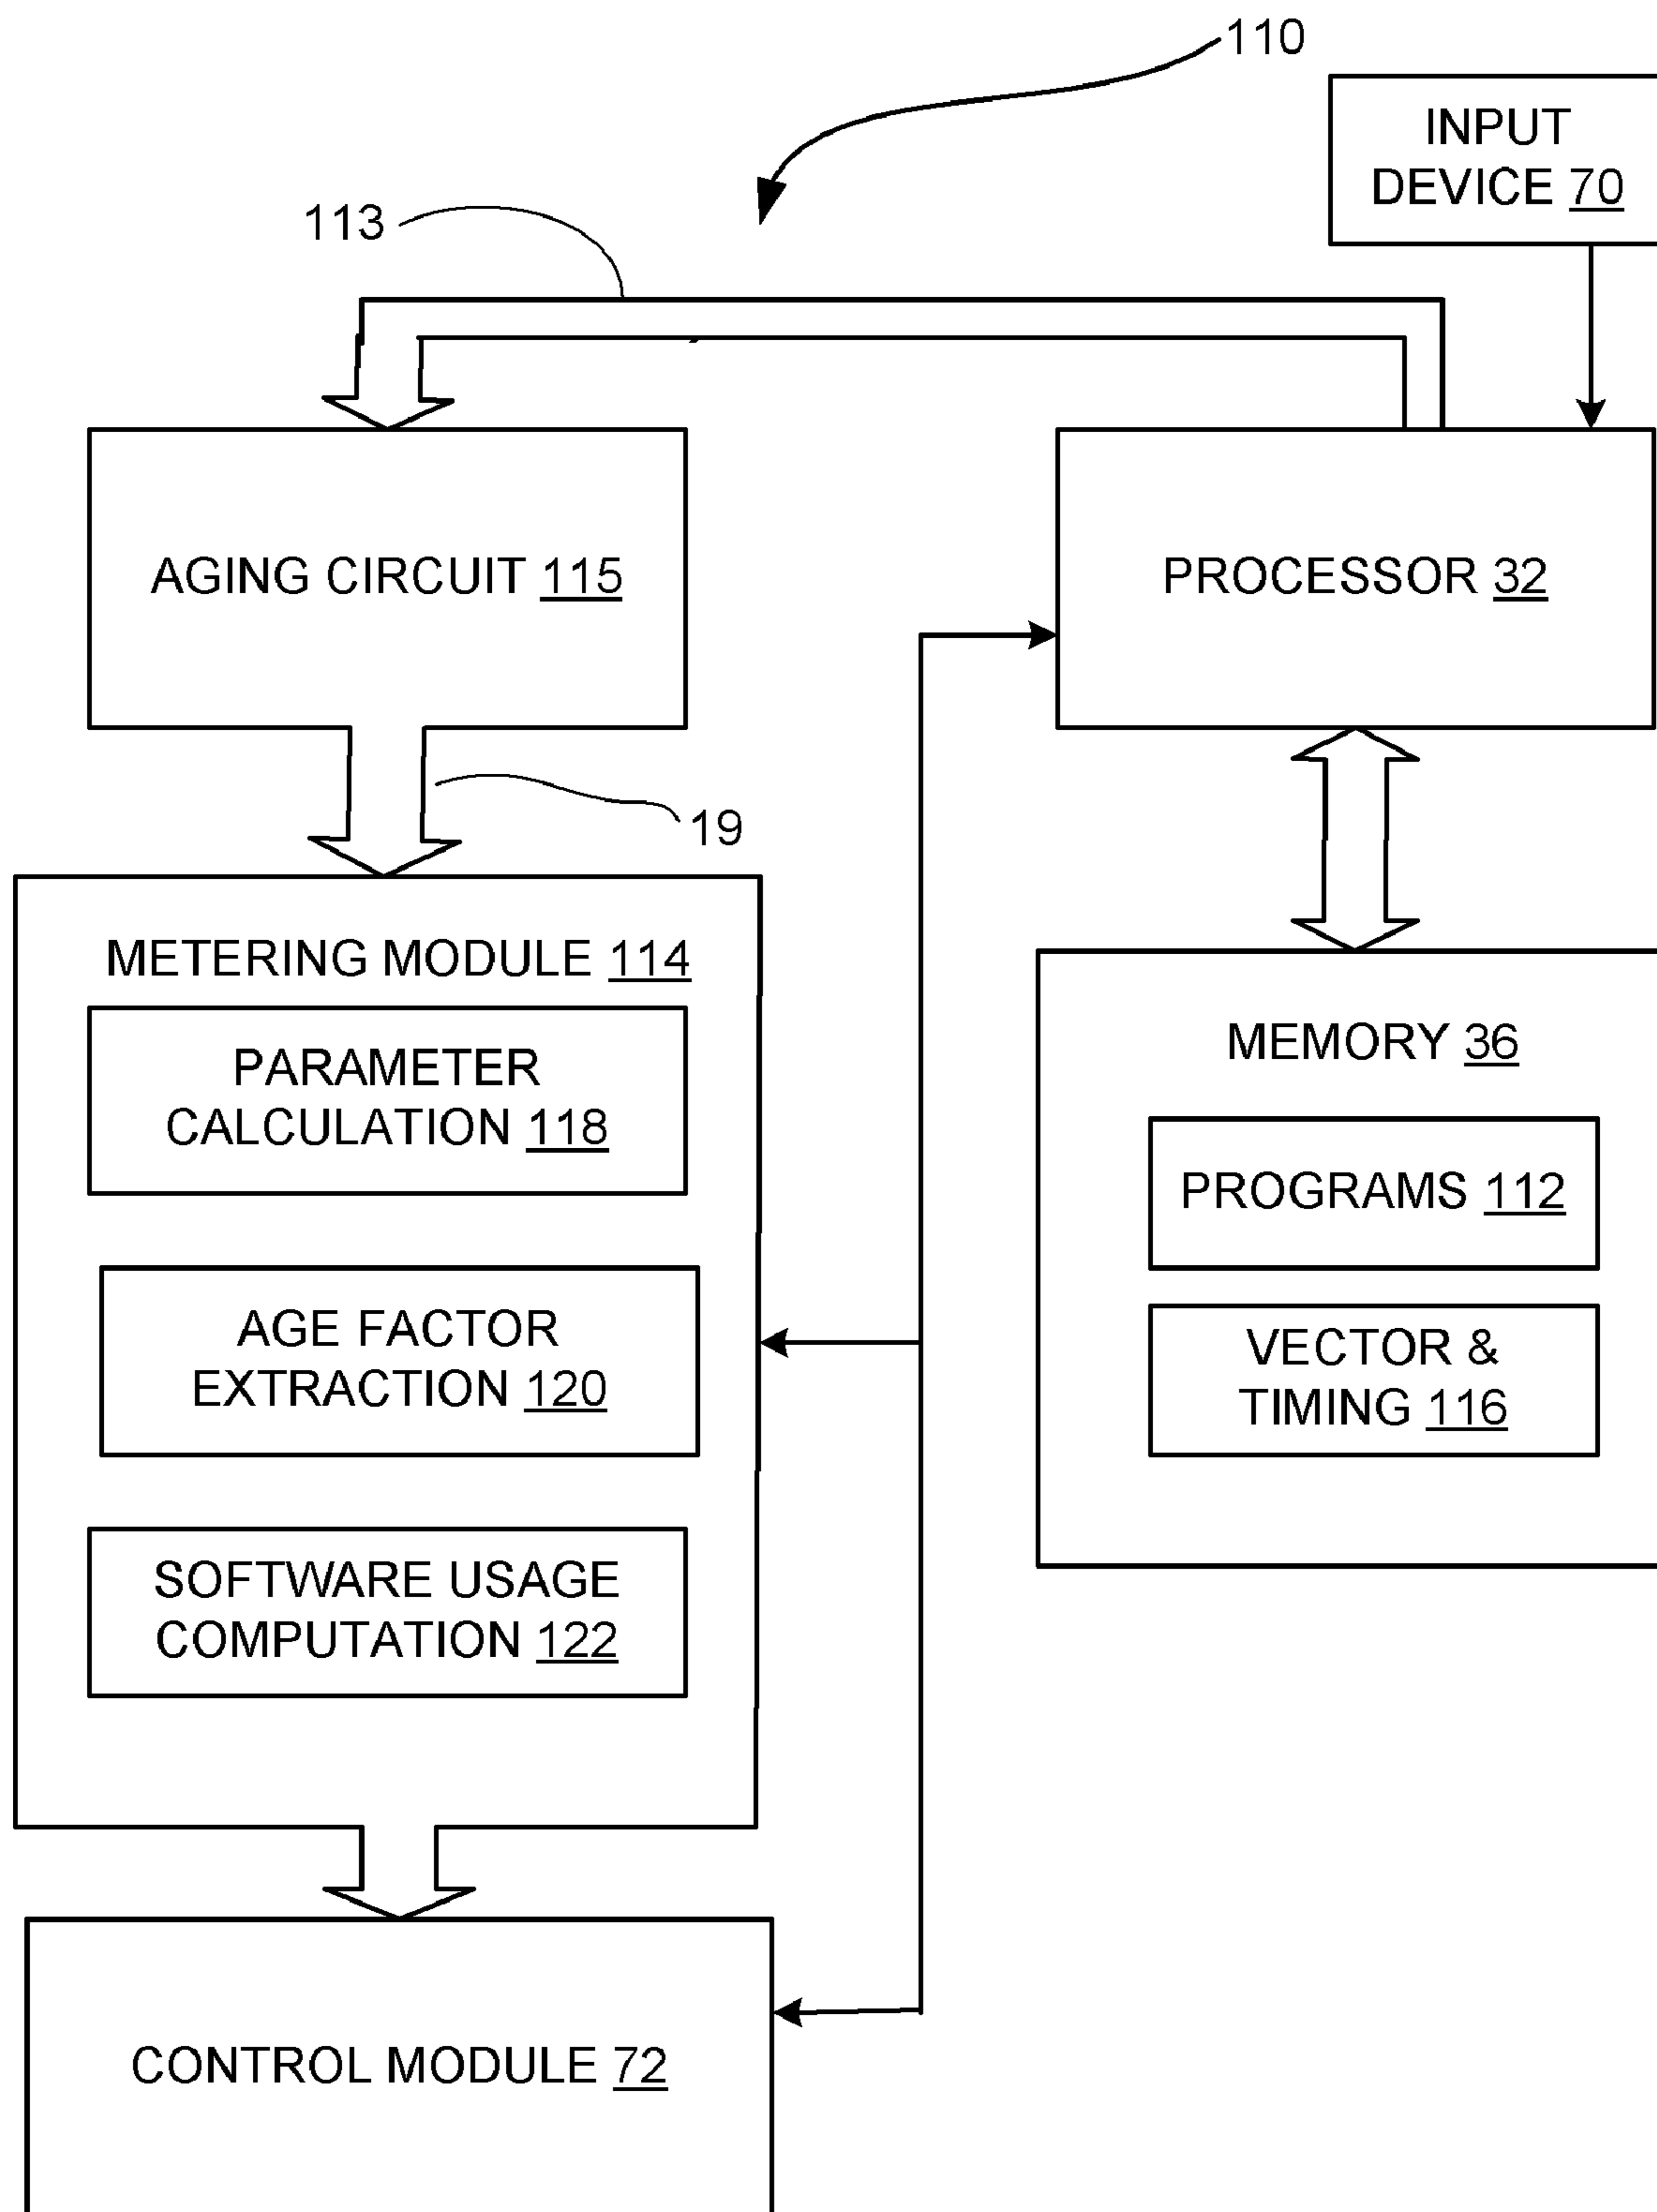 110
INPUT
DEVICE 70
113
AGING CIRCUIT 115
PROCESSOR 32
19
METERING MODULE 114
PARAMETER
CALCULATION 118
AGE FACTOR
EXTRACTION 120
SOFTWARE USAGE
COMPUTATION 122
MEMORY 36
PROGRAMS 112
VECTOR &
TIMING 116
CONTROL MODULE 72